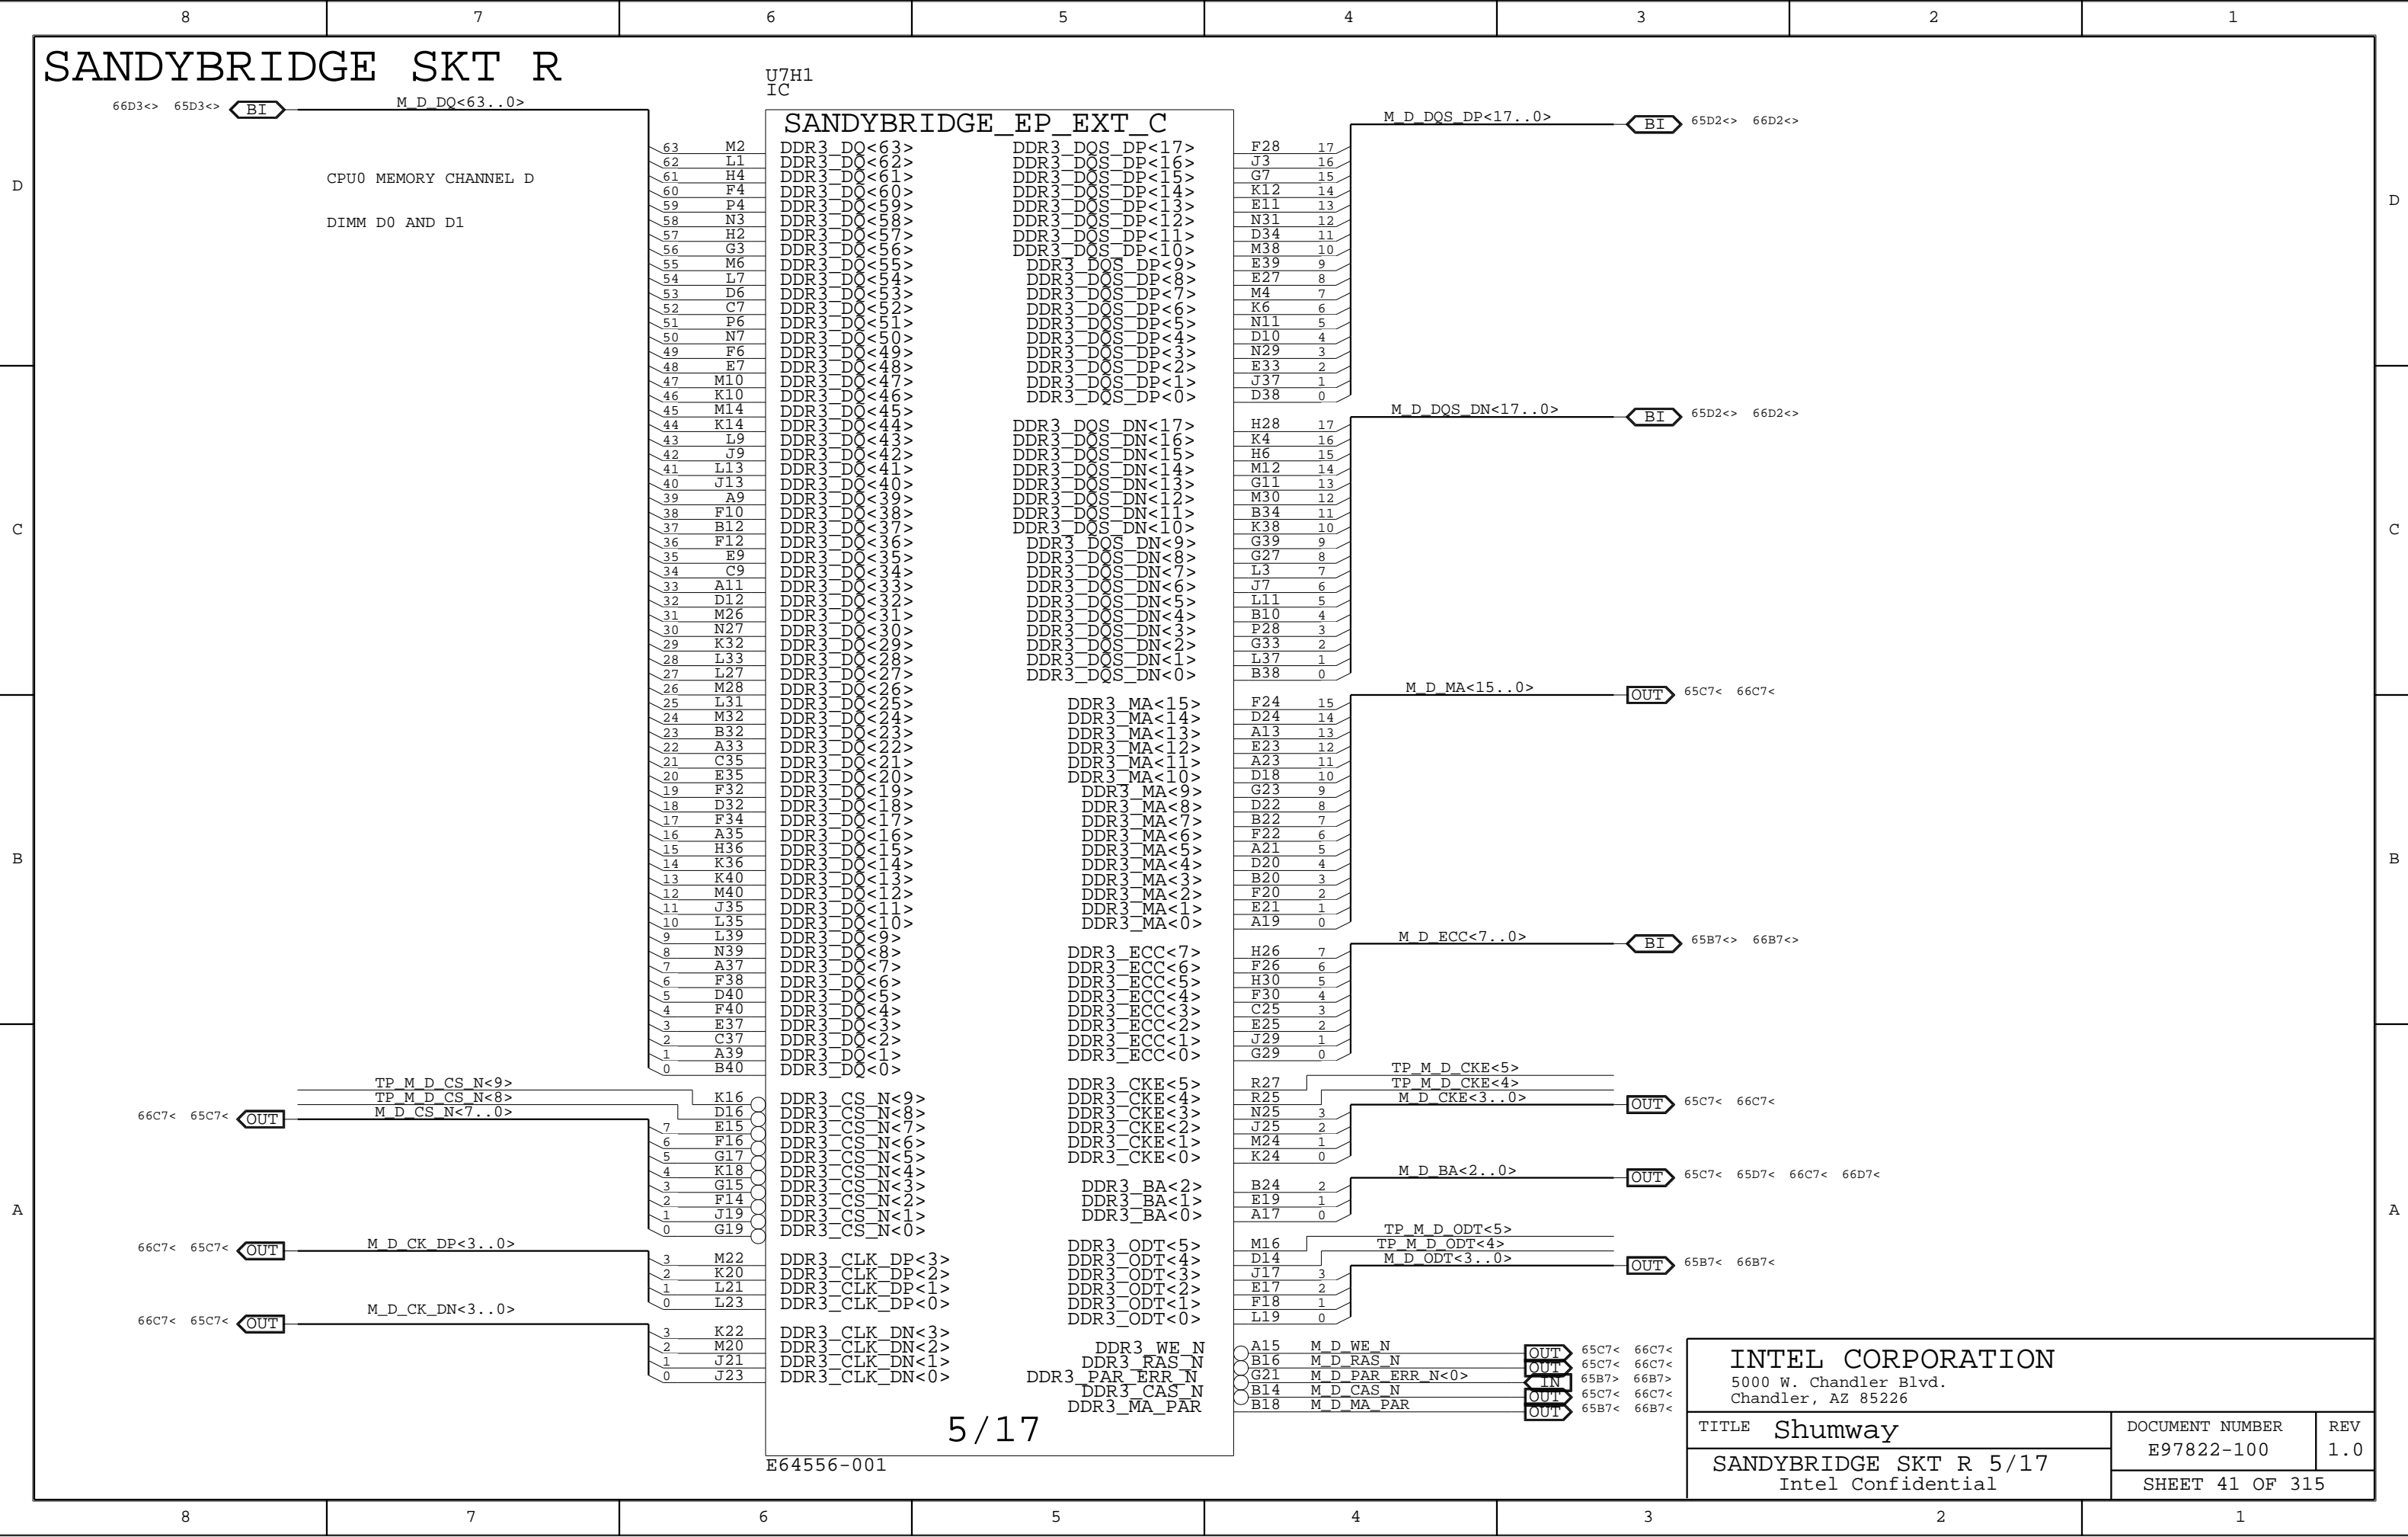 8 7 6 5 4 3 2 1
SANDYBRIDGE SKT R
U7H1
IC
66D3<> 65D3<> BI M_D_DQ<63..0>
SANDYBRIDGE_EP_EXT_C
M_D_DQS_DP<17..0> BI 65D2<> 66D2<>
CPU0 MEMORY CHANNEL D
DIMM D0 AND D1
D D
C C
B B
A A
63 M2 DDR3_DQ<63>
62 L1 DDR3_DQ<62>
61 H4 DDR3_DQ<61>
60 F4 DDR3_DQ<60>
59 P4 DDR3_DQ<59>
58 N3 DDR3_DQ<58>
57 H2 DDR3_DQ<57>
56 G3 DDR3_DQ<56>
55 M6 DDR3_DQ<55>
54 L7 DDR3_DQ<54>
53 D6 DDR3_DQ<53>
52 C7 DDR3_DQ<52>
51 P6 DDR3_DQ<51>
50 N7 DDR3_DQ<50>
49 F6 DDR3_DQ<49>
48 E7 DDR3_DQ<48>
47 M10 DDR3_DQ<47>
46 K10 DDR3_DQ<46>
45 M14 DDR3_DQ<45>
44 K14 DDR3_DQ<44>
43 L9 DDR3_DQ<43>
42 J9 DDR3_DQ<42>
41 L13 DDR3_DQ<41>
40 J13 DDR3_DQ<40>
39 A9 DDR3_DQ<39>
38 F10 DDR3_DQ<38>
37 B12 DDR3_DQ<37>
36 F12 DDR3_DQ<36>
35 E9 DDR3_DQ<35>
34 C9 DDR3_DQ<34>
33 A11 DDR3_DQ<33>
32 D12 DDR3_DQ<32>
31 M26 DDR3_DQ<31>
30 N27 DDR3_DQ<30>
29 K32 DDR3_DQ<29>
28 L33 DDR3_DQ<28>
27 L27 DDR3_DQ<27>
26 M28 DDR3_DQ<26>
25 L31 DDR3_DQ<25>
24 M32 DDR3_DQ<24>
23 B32 DDR3_DQ<23>
22 A33 DDR3_DQ<22>
21 C35 DDR3_DQ<21>
20 E35 DDR3_DQ<20>
19 F32 DDR3_DQ<19>
18 D32 DDR3_DQ<18>
17 F34 DDR3_DQ<17>
16 A35 DDR3_DQ<16>
15 H36 DDR3_DQ<15>
14 K36 DDR3_DQ<14>
13 K40 DDR3_DQ<13>
12 M40 DDR3_DQ<12>
11 J35 DDR3_DQ<11>
10 L35 DDR3_DQ<10>
9 L39 DDR3_DQ<9>
8 N39 DDR3_DQ<8>
7 A37 DDR3_DQ<7>
6 F38 DDR3_DQ<6>
5 D40 DDR3_DQ<5>
4 F40 DDR3_DQ<4>
3 E37 DDR3_DQ<3>
2 C37 DDR3_DQ<2>
1 A39 DDR3_DQ<1>
0 B40 DDR3_DQ<0>
TP_M_D_CS_N<9>
TP_M_D_CS_N<8>
66C7< 65C7< OUT M_D_CS_N<7..0>
K16 DDR3_CS_N<9>
D16 DDR3_CS_N<8>
7 E15 DDR3_CS_N<7>
6 F16 DDR3_CS_N<6>
5 G17 DDR3_CS_N<5>
4 K18 DDR3_CS_N<4>
3 G15 DDR3_CS_N<3>
2 F14 DDR3_CS_N<2>
1 J19 DDR3_CS_N<1>
0 G19 DDR3_CS_N<0>
66C7< 65C7< OUT M_D_CK_DP<3..0>
3 M22 DDR3_CLK_DP<3>
2 K20 DDR3_CLK_DP<2>
1 L21 DDR3_CLK_DP<1>
0 L23 DDR3_CLK_DP<0>
66C7< 65C7< OUT M_D_CK_DN<3..0>
3 K22 DDR3_CLK_DN<3>
2 M20 DDR3_CLK_DN<2>
1 J21 DDR3_CLK_DN<1>
0 J23 DDR3_CLK_DN<0>
DDR3_DQS_DP<17> F28 17
DDR3_DQS_DP<16> J3 16
DDR3_DQS_DP<15> G7 15
DDR3_DQS_DP<14> K12 14
DDR3_DQS_DP<13> E11 13
DDR3_DQS_DP<12> N31 12
DDR3_DQS_DP<11> D34 11
DDR3_DQS_DP<10> M38 10
DDR3_DQS_DP<9> E39 9
DDR3_DQS_DP<8> E27 8
DDR3_DQS_DP<7> M4 7
DDR3_DQS_DP<6> K6 6
DDR3_DQS_DP<5> N11 5
DDR3_DQS_DP<4> D10 4
DDR3_DQS_DP<3> N29 3
DDR3_DQS_DP<2> E33 2
DDR3_DQS_DP<1> J37 1
DDR3_DQS_DP<0> D38 0
M_D_DQS_DN<17..0> BI 65D2<> 66D2<>
DDR3_DQS_DN<17> H28 17
DDR3_DQS_DN<16> K4 16
DDR3_DQS_DN<15> H6 15
DDR3_DQS_DN<14> M12 14
DDR3_DQS_DN<13> G11 13
DDR3_DQS_DN<12> M30 12
DDR3_DQS_DN<11> B34 11
DDR3_DQS_DN<10> K38 10
DDR3_DQS_DN<9> G39 9
DDR3_DQS_DN<8> G27 8
DDR3_DQS_DN<7> L3 7
DDR3_DQS_DN<6> J7 6
DDR3_DQS_DN<5> L11 5
DDR3_DQS_DN<4> B10 4
DDR3_DQS_DN<3> P28 3
DDR3_DQS_DN<2> G33 2
DDR3_DQS_DN<1> L37 1
DDR3_DQS_DN<0> B38 0
M_D_MA<15..0> OUT 65C7< 66C7<
DDR3_MA<15> F24 15
DDR3_MA<14> D24 14
DDR3_MA<13> A13 13
DDR3_MA<12> E23 12
DDR3_MA<11> A23 11
DDR3_MA<10> D18 10
DDR3_MA<9> G23 9
DDR3_MA<8> D22 8
DDR3_MA<7> B22 7
DDR3_MA<6> F22 6
DDR3_MA<5> A21 5
DDR3_MA<4> D20 4
DDR3_MA<3> B20 3
DDR3_MA<2> F20 2
DDR3_MA<1> E21 1
DDR3_MA<0> A19 0
M_D_ECC<7..0> BI 65B7<> 66B7<>
DDR3_ECC<7> H26 7
DDR3_ECC<6> F26 6
DDR3_ECC<5> H30 5
DDR3_ECC<4> F30 4
DDR3_ECC<3> C25 3
DDR3_ECC<2> E25 2
DDR3_ECC<1> J29 1
DDR3_ECC<0> G29 0
TP_M_D_CKE<5>
TP_M_D_CKE<4>
M_D_CKE<3..0> OUT 65C7< 66C7<
DDR3_CKE<5> R27
DDR3_CKE<4> R25
DDR3_CKE<3> N25 3
DDR3_CKE<2> J25 2
DDR3_CKE<1> M24 1
DDR3_CKE<0> K24 0
M_D_BA<2..0> OUT 65C7< 65D7< 66C7< 66D7<
DDR3_BA<2> B24 2
DDR3_BA<1> E19 1
DDR3_BA<0> A17 0
TP_M_D_ODT<5>
TP_M_D_ODT<4>
M_D_ODT<3..0> OUT 65B7< 66B7<
DDR3_ODT<5> M16
DDR3_ODT<4> D14
DDR3_ODT<3> J17 3
DDR3_ODT<2> E17 2
DDR3_ODT<1> F18 1
DDR3_ODT<0> L19 0
DDR3_WE_N A15 M_D_WE_N OUT 65C7< 66C7<
DDR3_RAS_N B16 M_D_RAS_N OUT 65C7< 66C7<
DDR3_PAR_ERR_N G21 M_D_PAR_ERR_N<0> IN 65B7> 66B7>
DDR3_CAS_N B14 M_D_CAS_N OUT 65C7< 66C7<
DDR3_MA_PAR B18 M_D_MA_PAR OUT 65B7< 66B7<
5/17
E64556-001
INTEL CORPORATION
5000 W. Chandler Blvd.
Chandler, AZ 85226
TITLE Shumway
DOCUMENT NUMBER
E97822-100
REV
1.0
SANDYBRIDGE SKT R 5/17
Intel Confidential
SHEET 41 OF 315
8 7 6 5 4 3 2 1